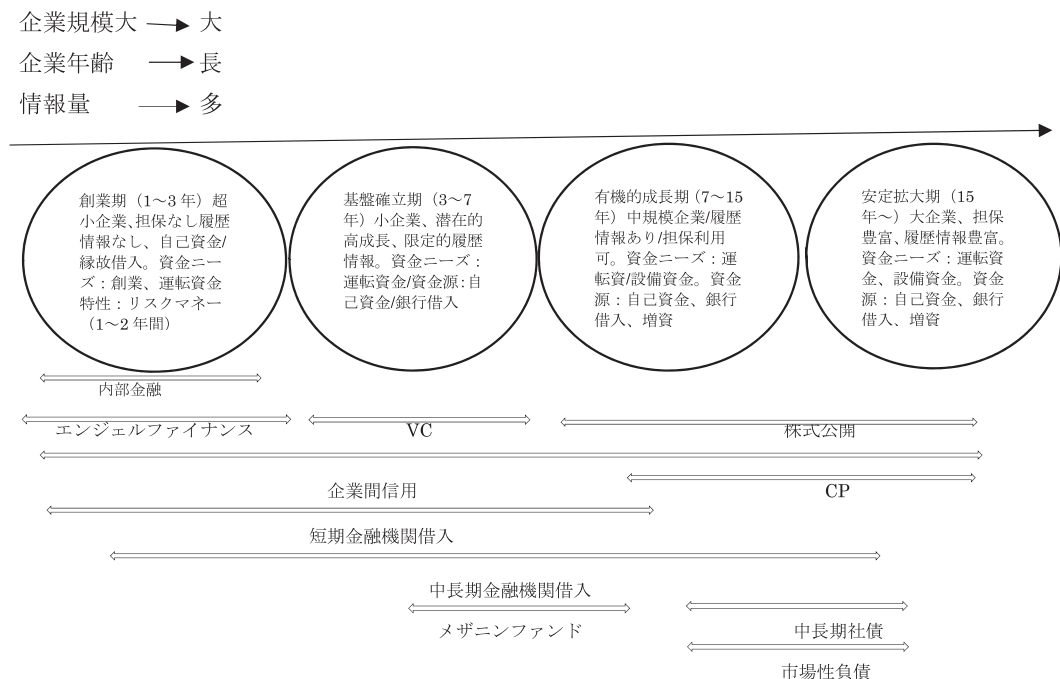 企業規模大 大
企業年齢 長
情報量 多
創業期（1～3 年）超
小企業、担保なし履歴
情報なし、自己資金/
縁故借入。資金ニー
ズ：創業、運転資金
特性：リスクマネー
（1～2 年間）
基盤確立期（3～7
年）小企業、潜在的
高成長、限定的履歴
情報。資金ニーズ：
運転資金/資金源：自
己資金/銀行借入
有機的成長期（7～15
年）中規模企業/履歴
情報あり/担保利用
可。資金ニーズ：運
転資/設備資金。資金
源：自己資金、銀行
借入、増資
安定拡大期（15
年～）大企業、担保
豊富、履歴情報豊富。
資金ニーズ：運転資
金、設備資金。資金
源：自己資金、銀行
借入、増資
内部金融
エンジェルファイナンス
VC
株式公開
企業間信用
CP
短期金融機関借入
中長期金融機関借入
メザニンファンド
中長期社債
市場性負債